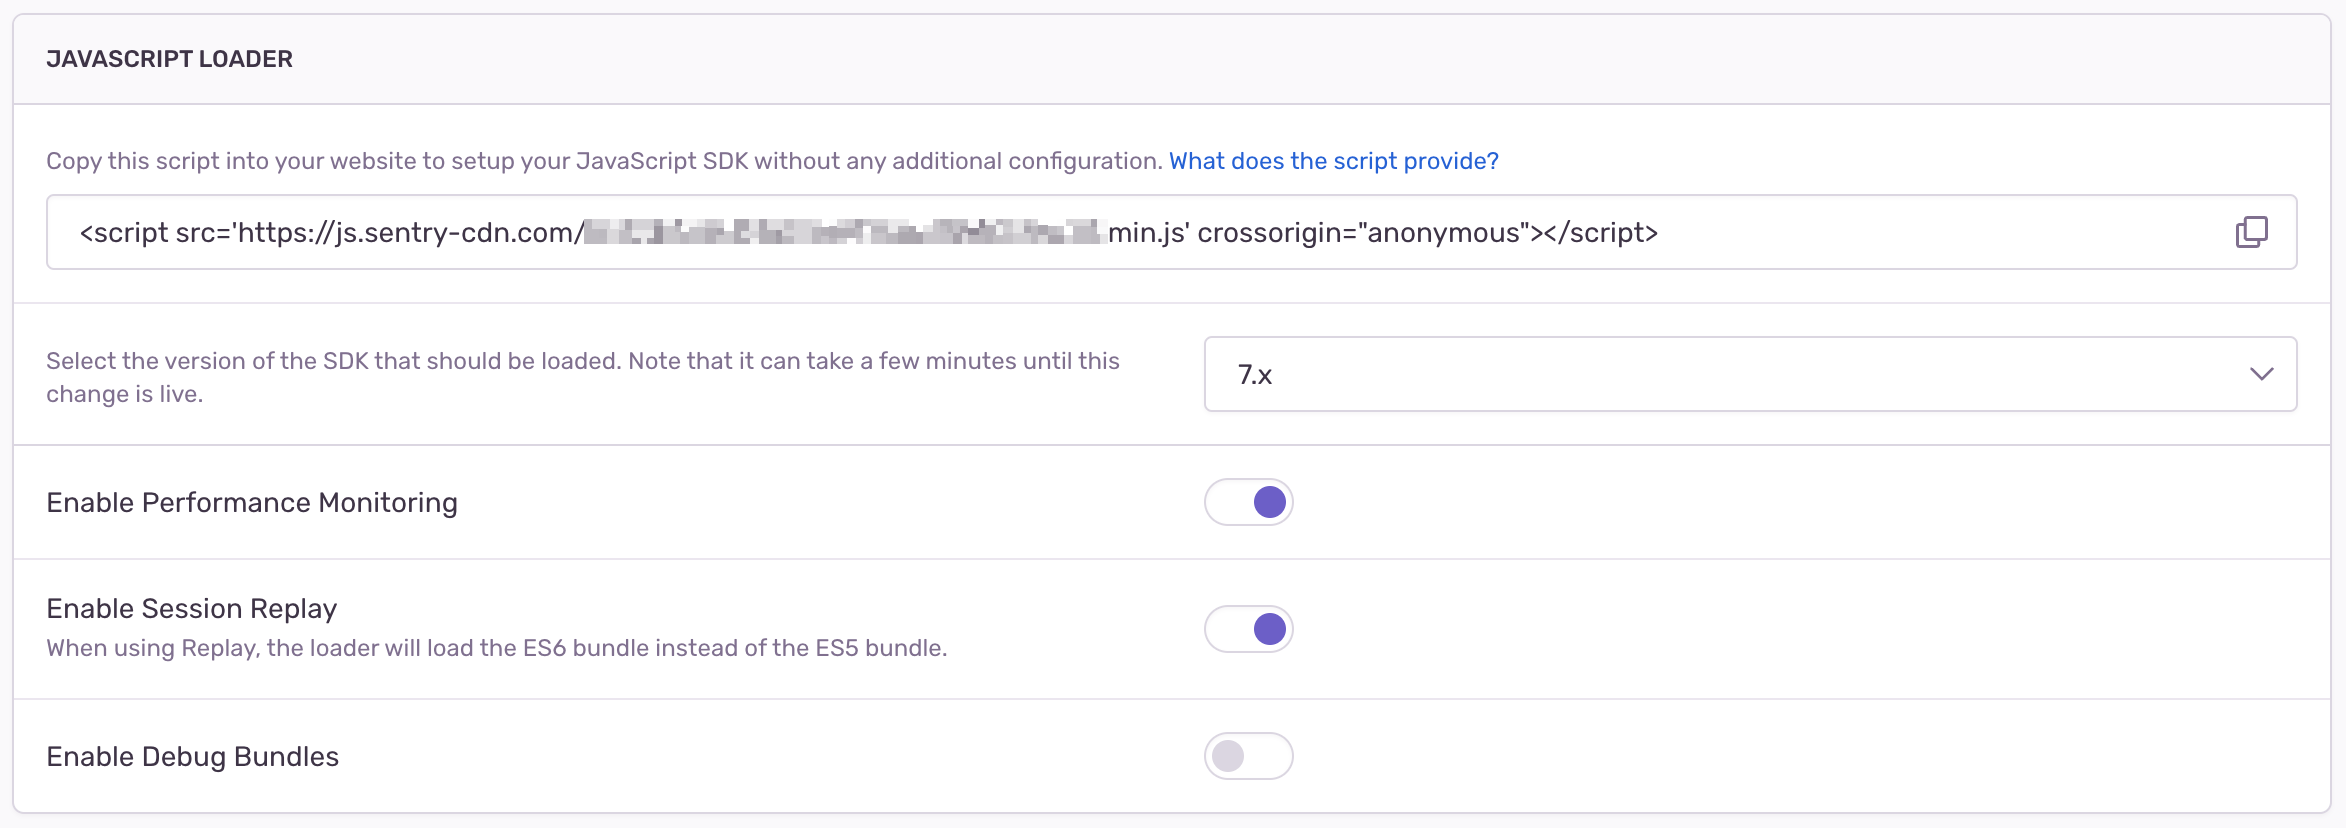 JAVASCRIPT LOADER
Copy this script into your website to setup your JavaScript SDK without any additional configuration. What does the script provide?
<script src='https://js.sentry-cdn.com/ min.js' crossorigin="anonymous"></script>
Select the version of the SDK that should be loaded. Note that it can take a few minutes until this
change is live.
7.x
Enable Performance Monitoring
Enable Session Replay
When using Replay, the loader will load the ES6 bundle instead of the ES5 bundle.
Enable Debug Bundles